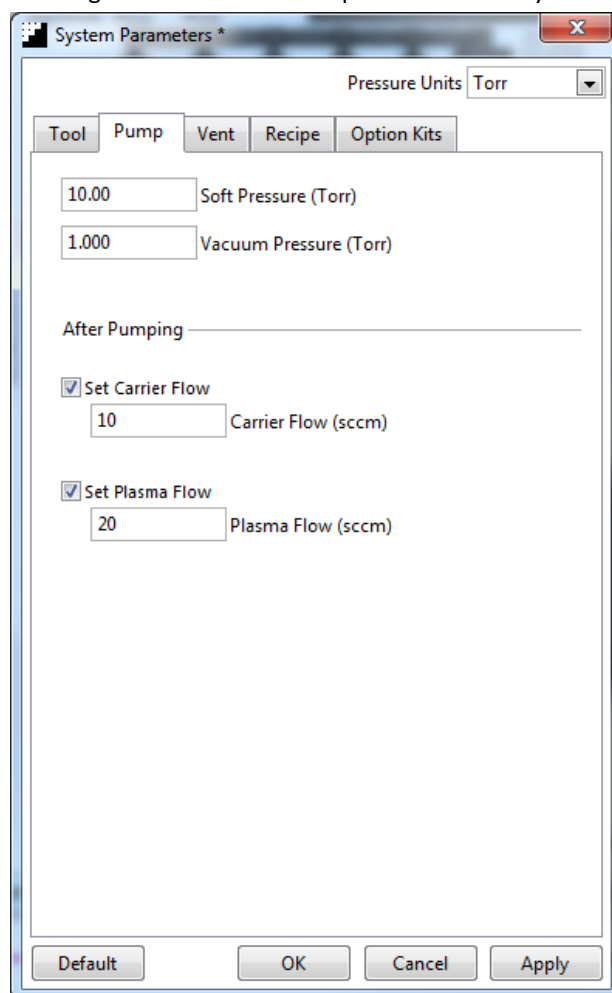 System Parameters *
Pressure Units Torr
Tool Pump Vent Recipe Option Kits
10.00 Soft Pressure (Torr)
1.000 Vacuum Pressure (Torr)
After Pumping
Set Carrier Flow
10 Carrier Flow (sccm)
Set Plasma Flow
20 Plasma Flow (sccm)
Default OK Cancel Apply